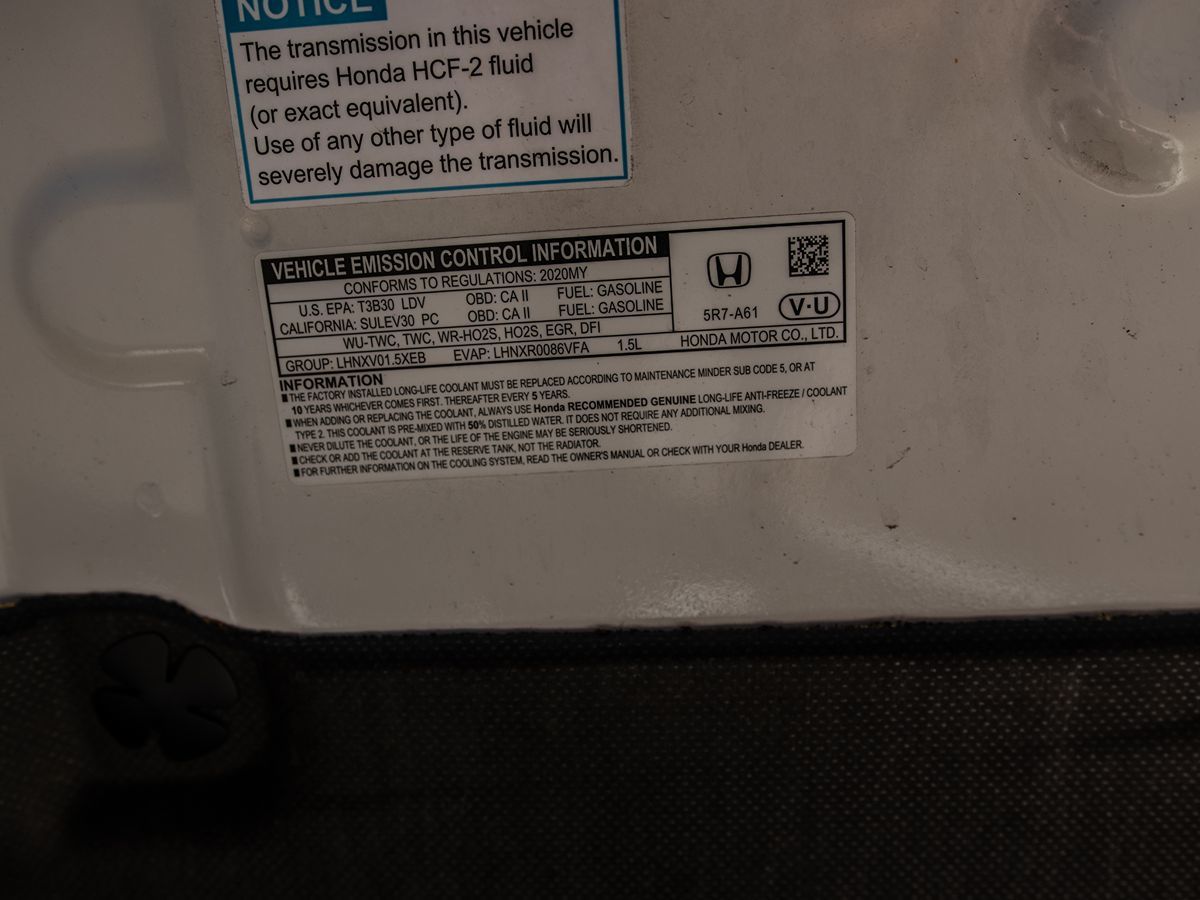 NOTICE
The transmission in this vehicle
requires Honda HCF-2 fluid
(or exact equivalent).
Use of any other type of fluid will
severely damage the transmission.
VEHICLE EMISSION CONTROL INFORMATION
CONFORMS TO REGULATIONS: 2020MY
U.S. EPA: T3B30 LDV OBD: CA II FUEL: GASOLINE
CALIFORNIA: SULEV30 PC OBD: CA II FUEL: GASOLINE
WU-TWC, TWC, WR-HO2S, HO2S, EGR, DFI
GROUP: LHNXV01.5XEB EVAP: LHNXR0086VFA 1.5L
5R7-A61
V·U
HONDA MOTOR CO., LTD.
INFORMATION
■ THE FACTORY INSTALLED LONG-LIFE COOLANT MUST BE REPLACED ACCORDING TO MAINTENANCE MINDER SUB CODE 5, OR AT
10 YEARS WHICHEVER COMES FIRST. THEREAFTER EVERY 5 YEARS.
■ WHEN ADDING OR REPLACING THE COOLANT, ALWAYS USE Honda RECOMMENDED GENUINE LONG-LIFE ANTI-FREEZE / COOLANT
TYPE 2. THIS COOLANT IS PRE-MIXED WITH 50% DISTILLED WATER. IT DOES NOT REQUIRE ANY ADDITIONAL MIXING.
■ NEVER DILUTE THE COOLANT, OR THE LIFE OF THE ENGINE MAY BE SERIOUSLY SHORTENED.
■ CHECK OR ADD THE COOLANT AT THE RESERVE TANK, NOT THE RADIATOR.
■ FOR FURTHER INFORMATION ON THE COOLING SYSTEM, READ THE OWNER'S MANUAL OR CHECK WITH YOUR Honda DEALER.